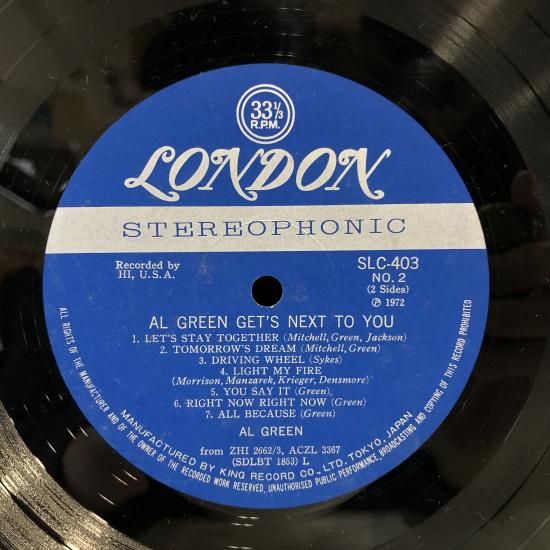 33 1/3
R.P.M.
LONDON
STEREOPHONIC
Recorded by
HI, U.S.A.
SLC-403
NO. 2
(2 Sides)
Ⓟ 1972
AL GREEN GET'S NEXT TO YOU
1. LET'S STAY TOGETHER (Mitchell, Green, Jackson)
2. TOMORROW'S DREAM (Mitchell, Green)
3. DRIVING WHEEL (Sykes)
4. LIGHT MY FIRE
(Morrison, Manzarek, Krieger, Densmore)
5. YOU SAY IT (Green)
6. RIGHT NOW RIGHT NOW (Green)
7. ALL BECAUSE (Green)
AL GREEN
from ZHI 2662/3, ACZL 3367
(SDLBT 1853) L
MANUFACTURED BY KING RECORD CO., LTD. TOKYO, JAPAN
ALL RIGHTS OF THE MANUFACTURER AND OF THE OWNER OF THE RECORDED WORK RESERVED, UNAUTHORISED PUBLIC PERFORMANCE, BROADCASTING AND COPYING OF THIS RECORD PROHIBITED